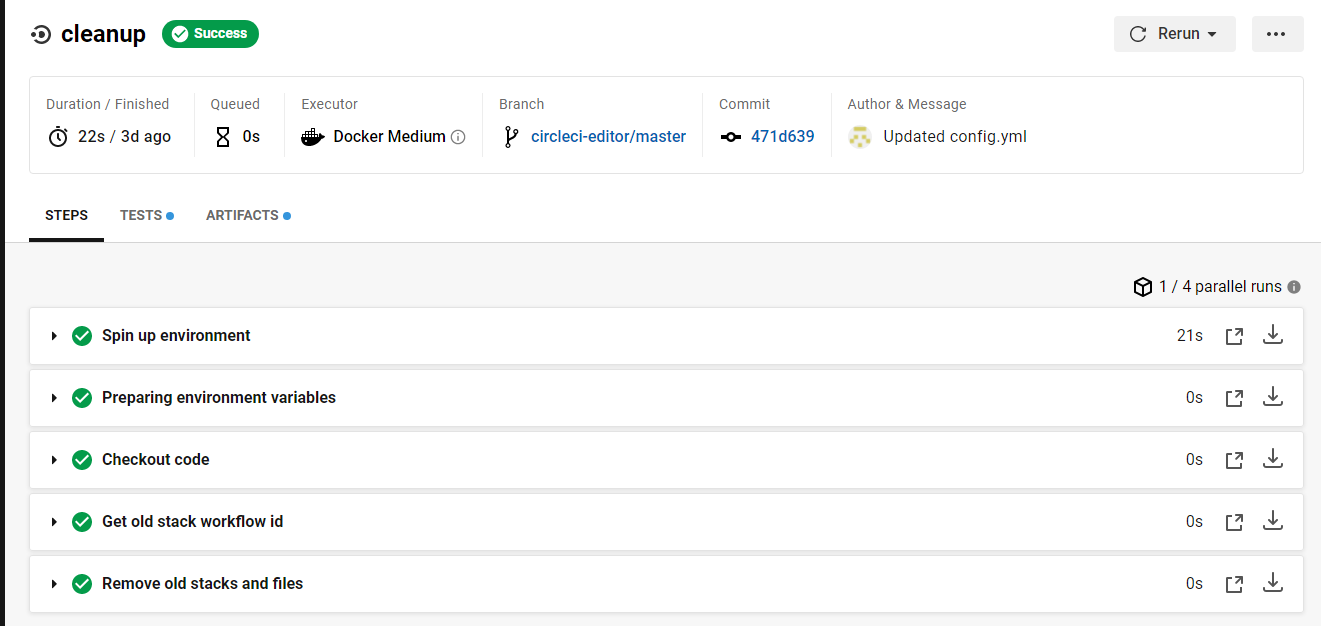 cleanup Success Rerun
Duration / Finished Queued Executor Branch Commit Author & Message
22s / 3d ago 0s Docker Medium circleci-editor/master 471d639 Updated config.yml
STEPS TESTS ARTIFACTS
1 / 4 parallel runs
Spin up environment 21s
Preparing environment variables 0s
Checkout code 0s
Get old stack workflow id 0s
Remove old stacks and files 0s